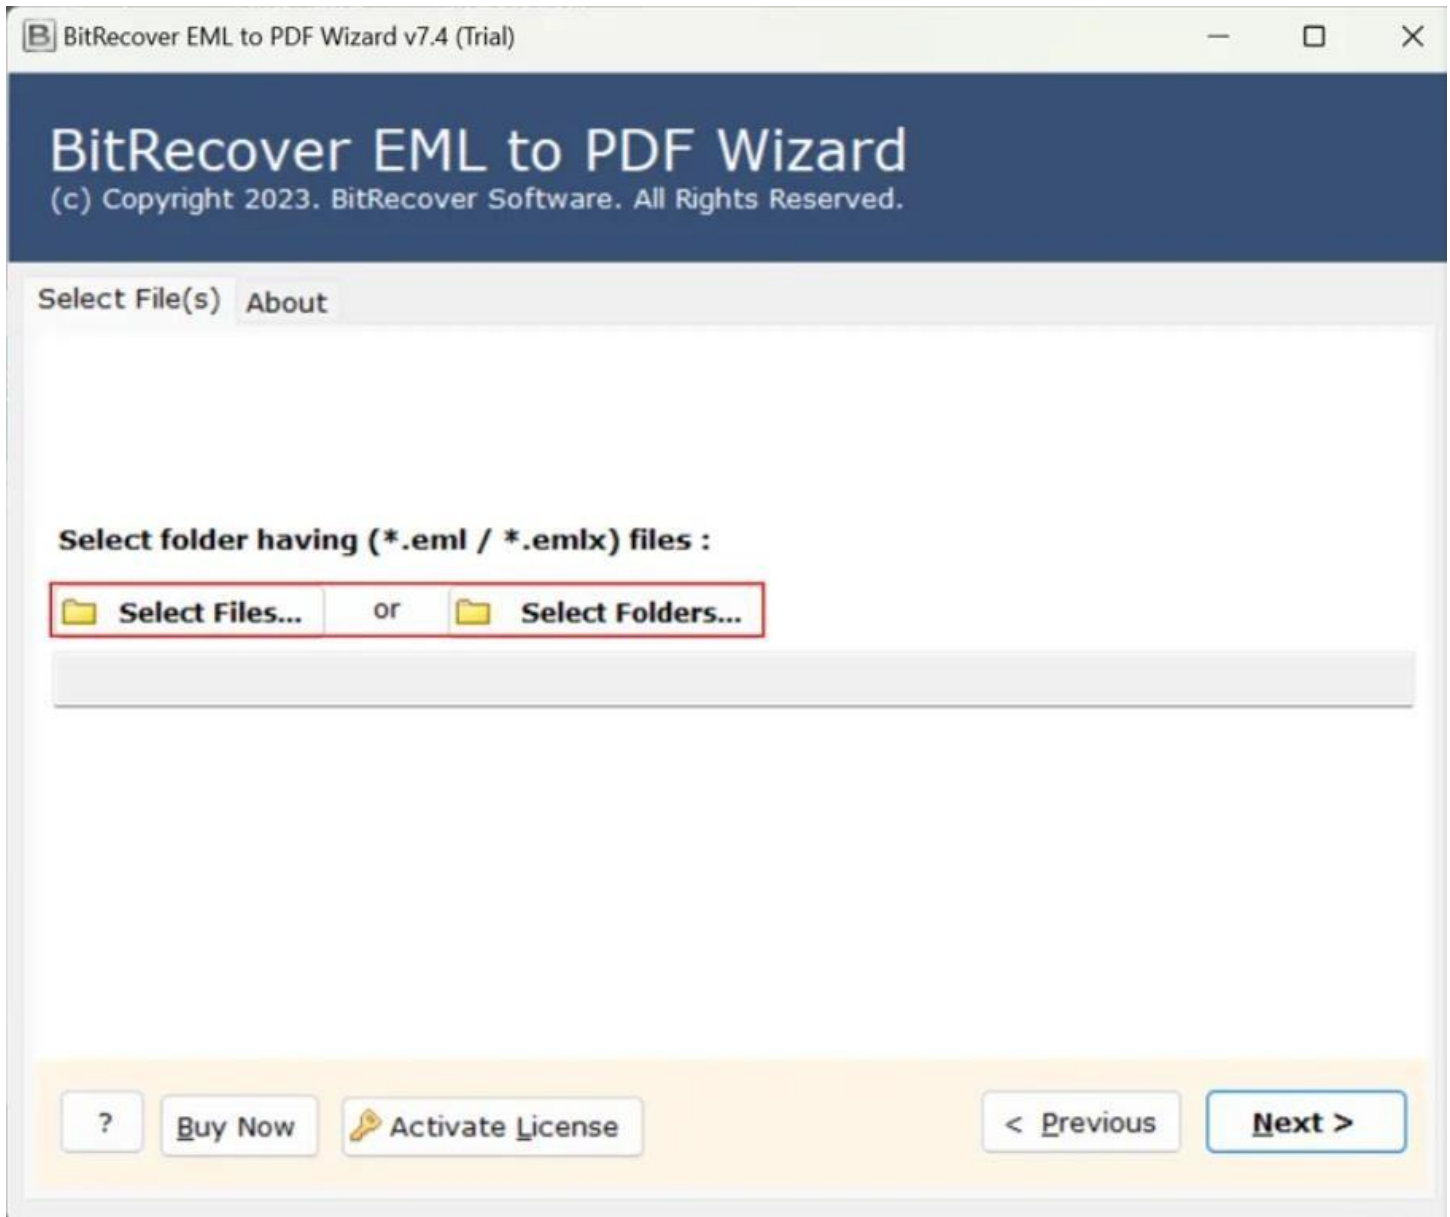 BitRecover EML to PDF Wizard v7.4 (Trial)
BitRecover EML to PDF Wizard
(c) Copyright 2023. BitRecover Software. All Rights Reserved.
Select File(s) About
Select folder having (*.eml / *.emlx) files :
Select Files... or Select Folders...
? Buy Now Activate License < Previous Next >